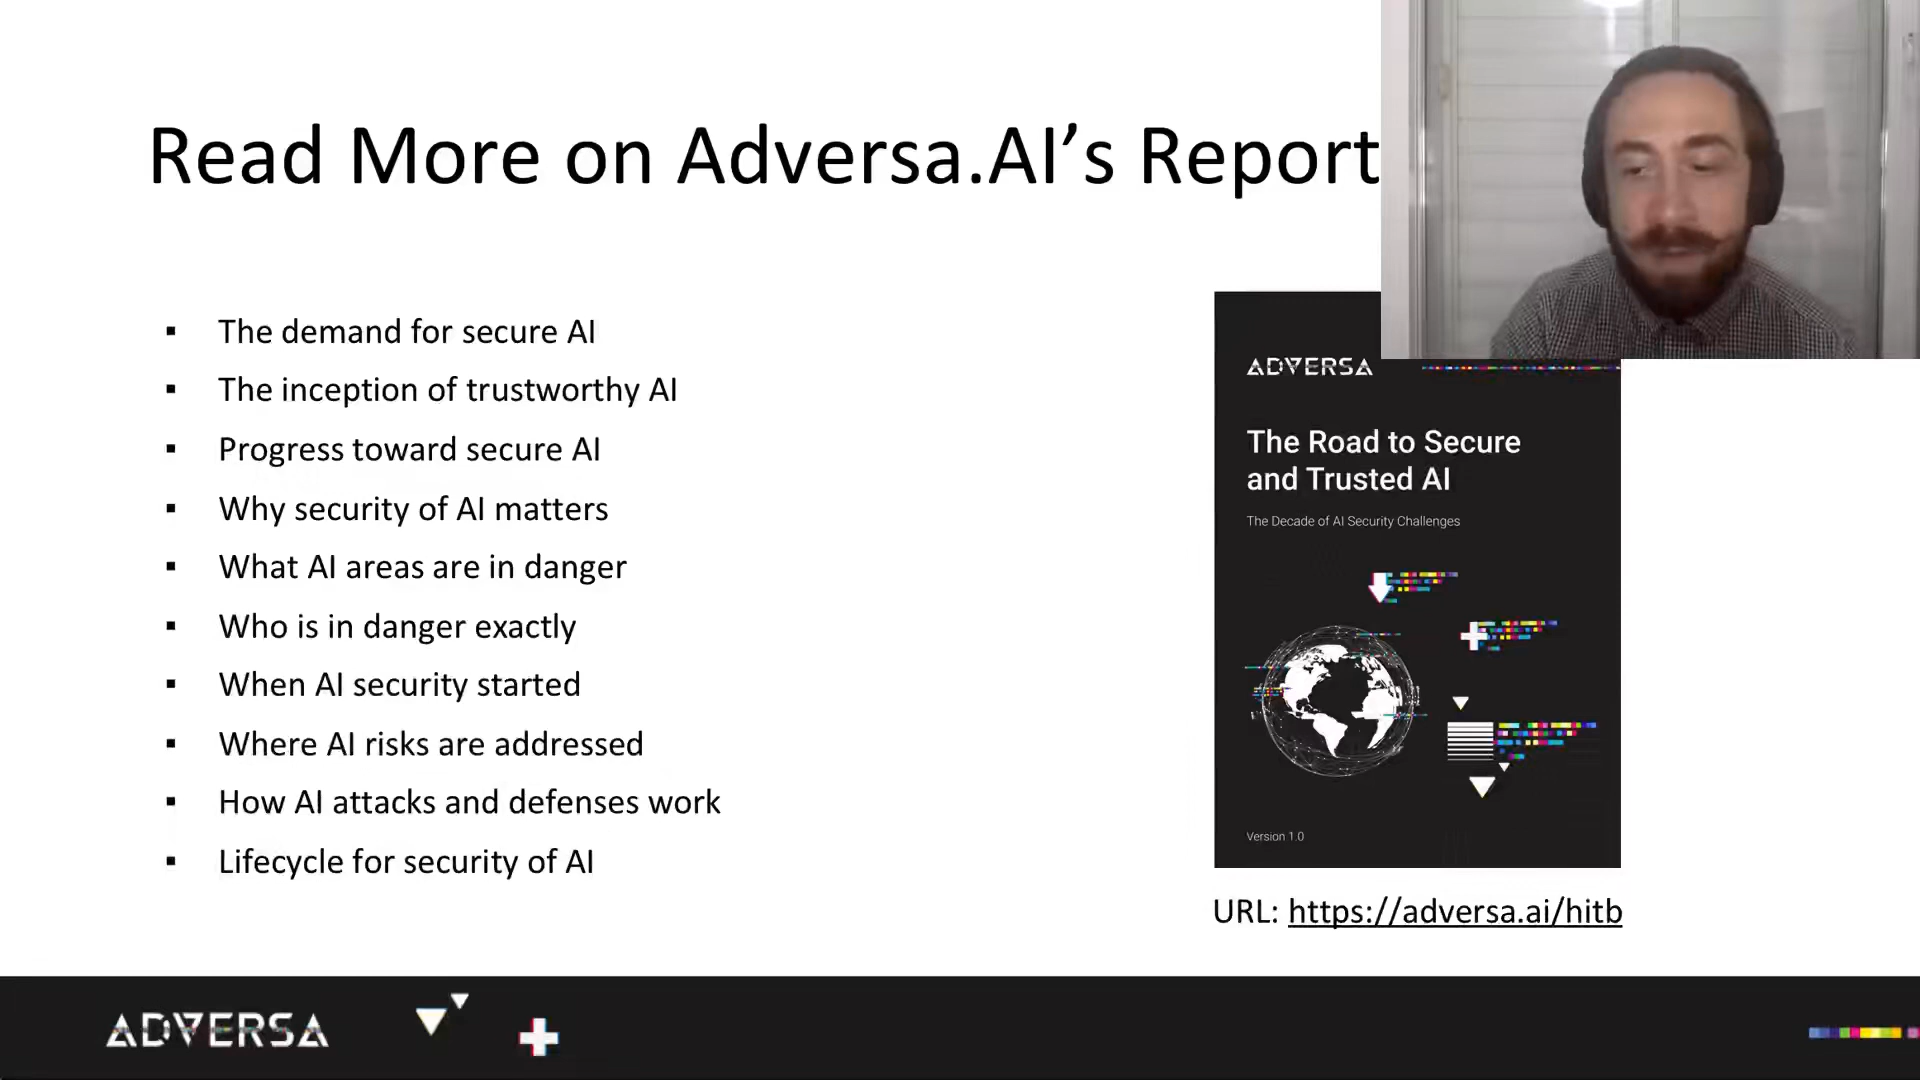 Read More on Adversa.AI’s Report
▪ The demand for secure AI
▪ The inception of trustworthy AI
▪ Progress toward secure AI
▪ Why security of AI matters
▪ What AI areas are in danger
▪ Who is in danger exactly
▪ When AI security started
▪ Where AI risks are addressed
▪ How AI attacks and defenses work
▪ Lifecycle for security of AI
ADVERSA
The Road to Secure
and Trusted AI
The Decade of AI Security Challenges
Version 1.0
URL: https://adversa.ai/hitb
ADVERSA